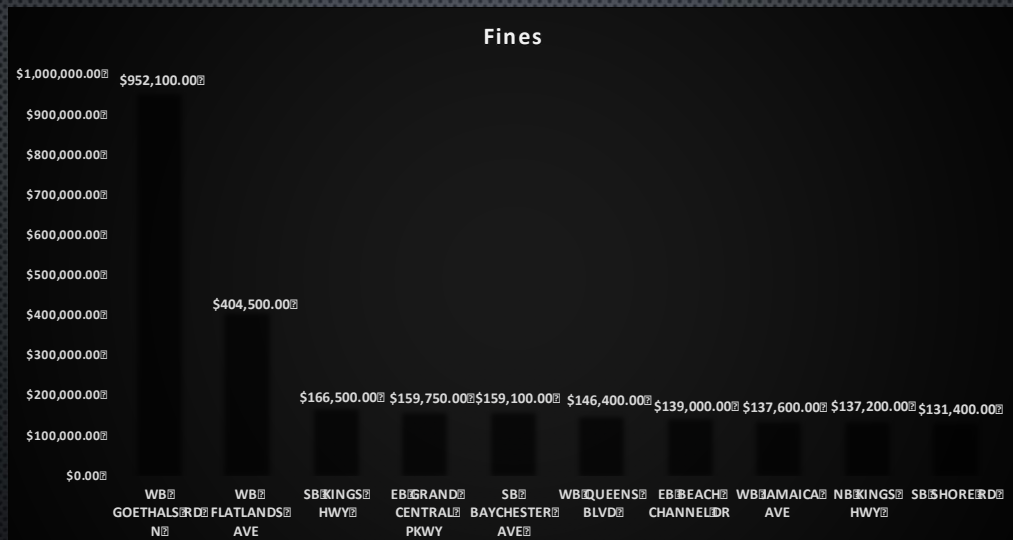 Fines
$1,000,000.00
$900,000.00
$800,000.00
$700,000.00
$600,000.00
$500,000.00
$400,000.00
$300,000.00
$200,000.00
$100,000.00
$0.00
$952,100.00
$404,500.00
$166,500.00
$159,750.00
$159,100.00
$146,400.00
$139,000.00
$137,600.00
$137,200.00
$131,400.00
WB
GOETHALS RD
N
WB
FLATLANDS
AVE
SB KINGS
HWY
EB GRAND
CENTRAL
PKWY
SB
BAYCHESTER
AVE
WB QUEENS
BLVD
EB BEACH
CHANNEL DR
WB JAMAICA
AVE
NB KINGS
HWY
SB SHORE RD